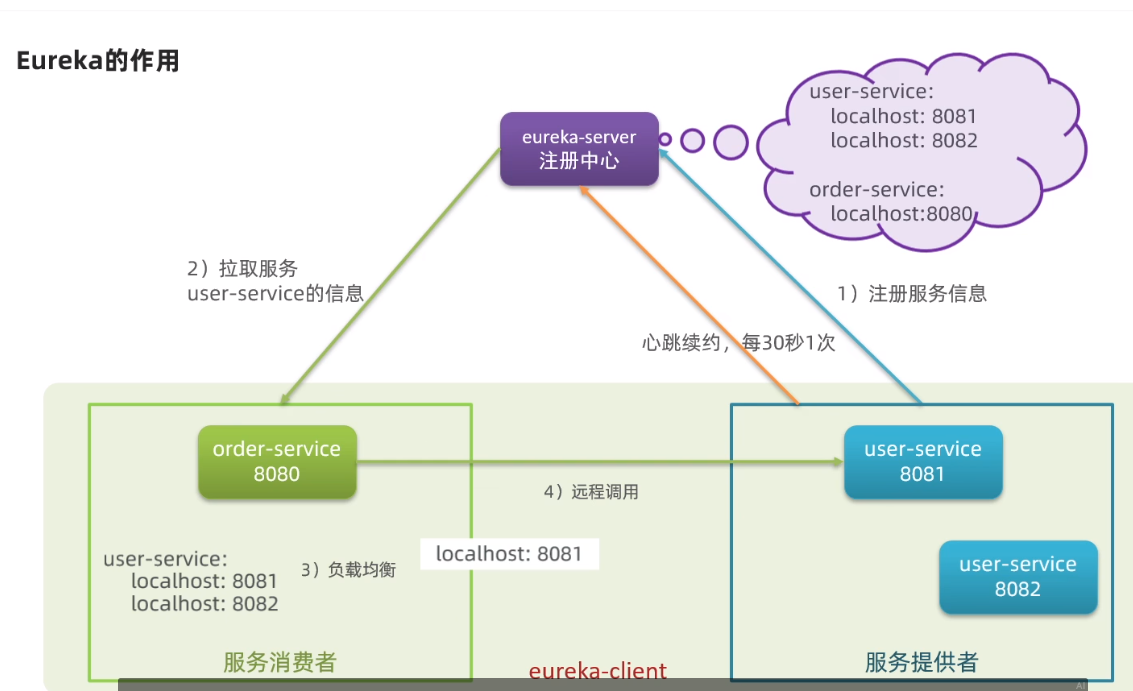 Eureka的作用
eureka-server
注册中心
user-service:
localhost: 8081
localhost: 8082
order-service:
localhost:8080
2）拉取服务
user-service的信息
1）注册服务信息
心跳续约，每30秒1次
order-service
8080
user-service
8081
4）远程调用
user-service:
localhost: 8081
localhost: 8082
3）负载均衡
localhost: 8081
user-service
8082
服务消费者
eureka-client
服务提供者